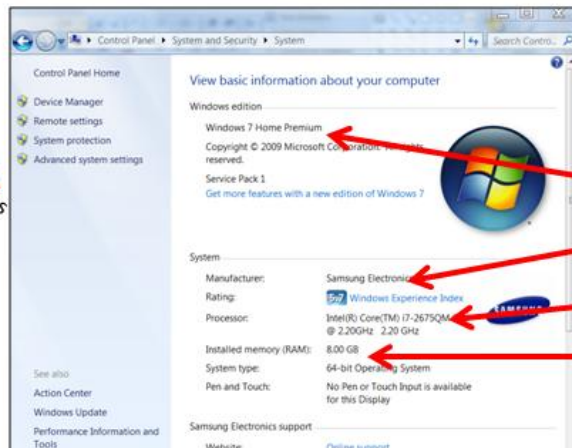 Control Panel ▸ System and Security ▸ System
Search Contro...
Control Panel Home
Device Manager
Remote settings
System protection
Advanced system settings
View basic information about your computer
Windows edition
Windows 7 Home Premium
Copyright © 2009 Microsoft Corporation. All rights
reserved.
Service Pack 1
Get more features with a new edition of Windows 7
System
Manufacturer: Samsung Electronics
Rating: 5.7 Windows Experience Index
Processor: Intel(R) Core(TM) i7-2675QM
@ 2.20GHz 2.20 GHz
Installed memory (RAM): 8.00 GB
System type: 64-bit Operating System
Pen and Touch: No Pen or Touch Input is available
for this Display
SAMSUNG
See also
Action Center
Windows Update
Performance Information and
Tools
Samsung Electronics support
Website: Online support